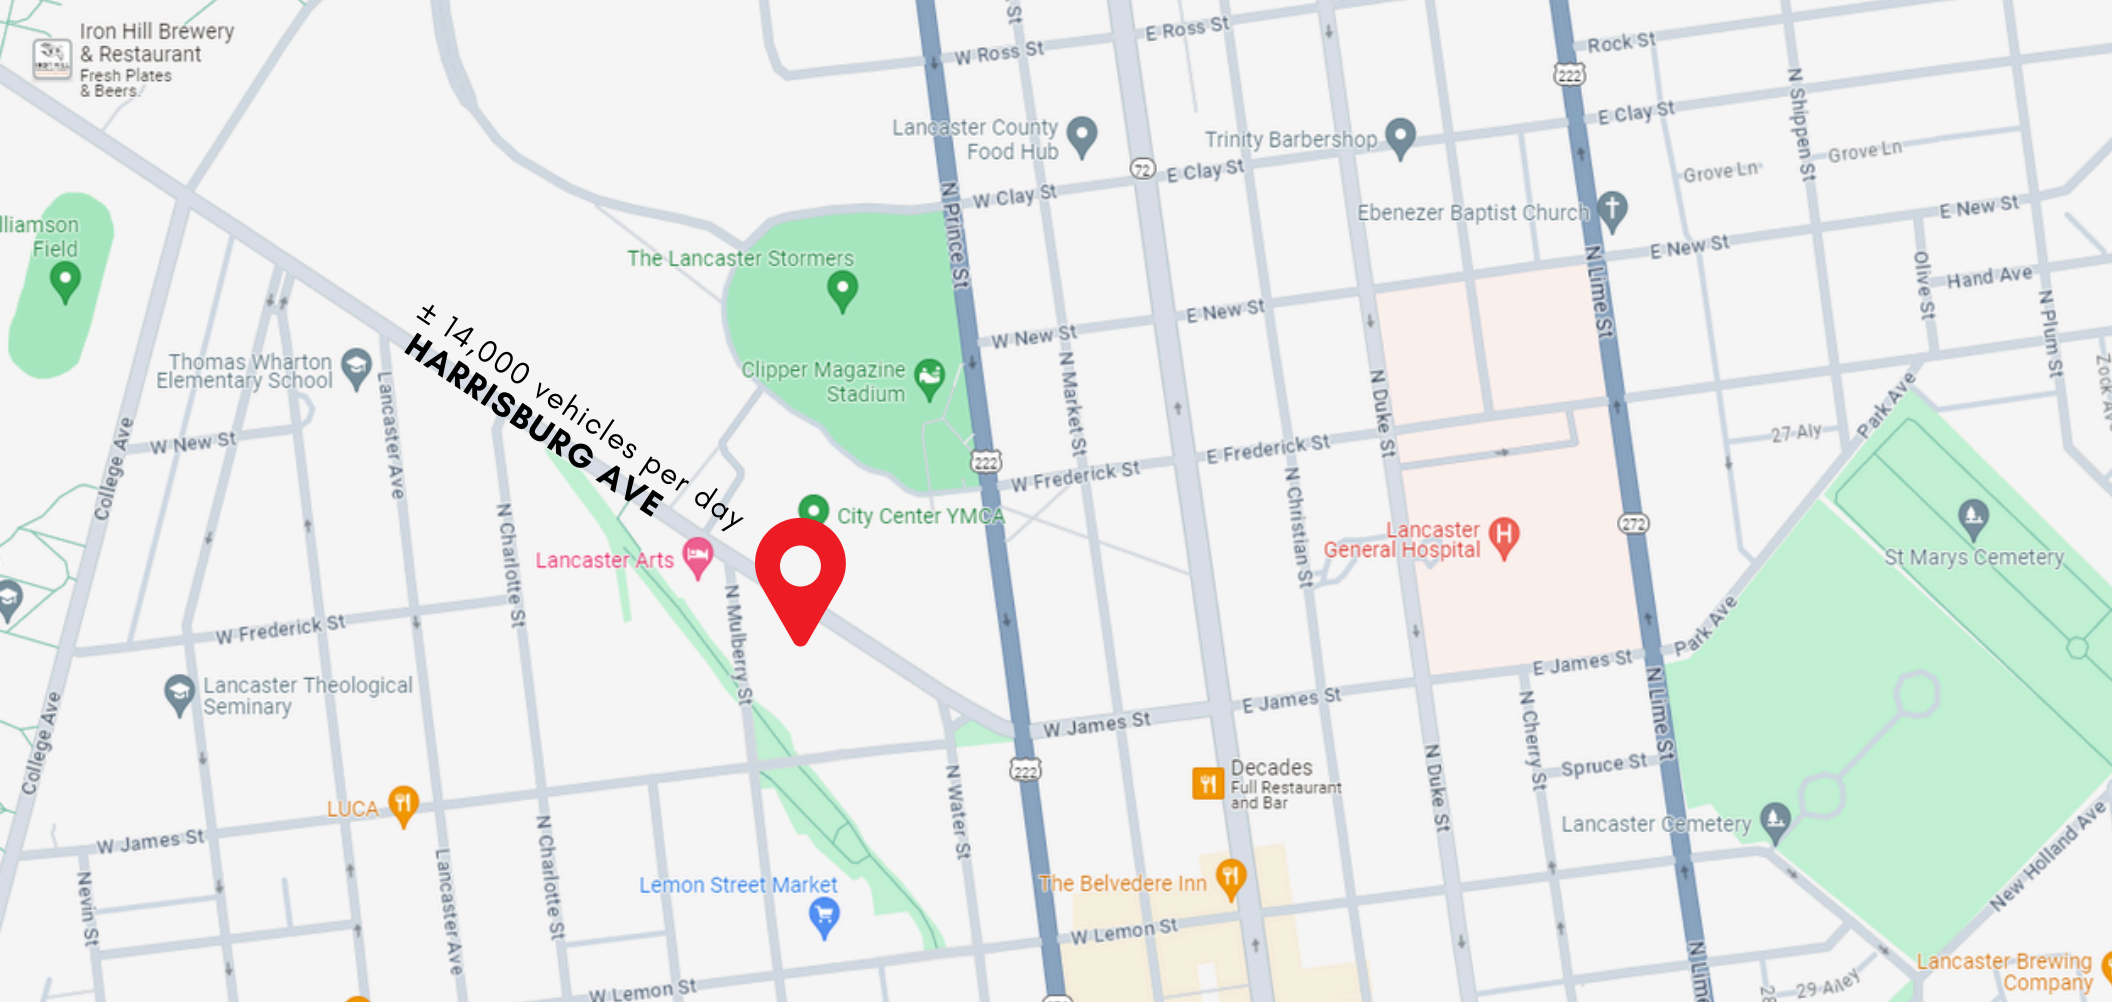 Iron Hill Brewery
& Restaurant
Fresh Plates
& Beers.
St
W Ross St
E Ross St
Rock St
222
E Clay St
N Shippen St
Grove Ln
Grove Ln
Lancaster County
Food Hub
Trinity Barbershop
72
E Clay St
W Clay St
N Prince St
Ebenezer Baptist Church
E New St
E New St
lliamson
Field
The Lancaster Stormers
N Lime St
Olive St
Hand Ave
N Plum St
± 14,000 vehicles per day
HARRISBURG AVE
E New St
W New St
Thomas Wharton
Elementary School
Lancaster Ave
Clipper Magazine
Stadium
N Market St
N Duke St
Park Ave
27 Aly
College Ave
W New St
222
W Frederick St
E Frederick St
N Christian St
City Center YMCA
N Charlotte St
Lancaster
General Hospital
H
272
St Marys Cemetery
Lancaster Arts
N Mulberry St
W Frederick St
Park Ave
E James St
Lancaster Theological
Seminary
College Ave
E James St
W James St
N Cherry St
N Lime St
N Duke St
Spruce St
222
Decades
Full Restaurant
and Bar
N Water St
LUCA
W James St
N Charlotte St
Lancaster Ave
Nevin St
Lancaster Cemetery
New Holland Ave
Lemon Street Market
The Belvedere Inn
W Lemon St
W Lemon St
N Lime
29 Alley
Lancaster Brewing
Company